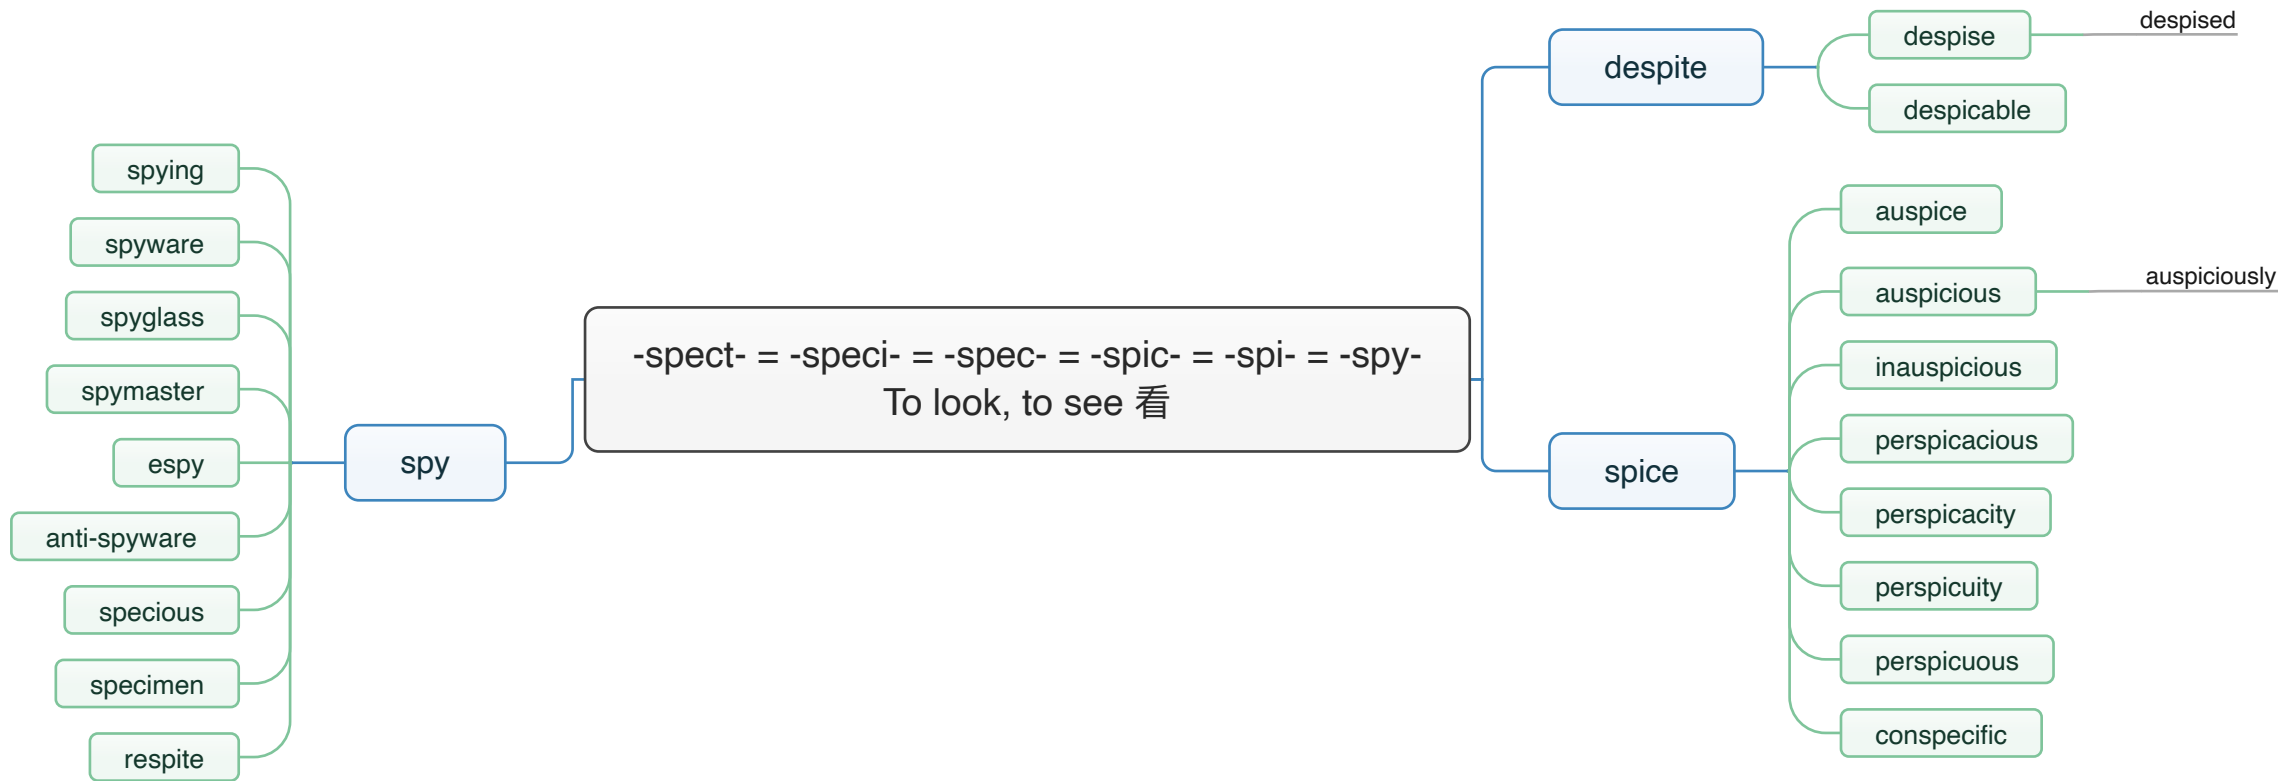 -spect- = -speci- = -spec- = -spic- = -spi- = -spy-
To look, to see 看
despite
despise
despised
despicable
spice
auspice
auspicious
auspiciously
inauspicious
perspicacious
perspicacity
perspicuity
perspicuous
conspecific
spy
spying
spyware
spyglass
spymaster
espy
anti-spyware
specious
specimen
respite